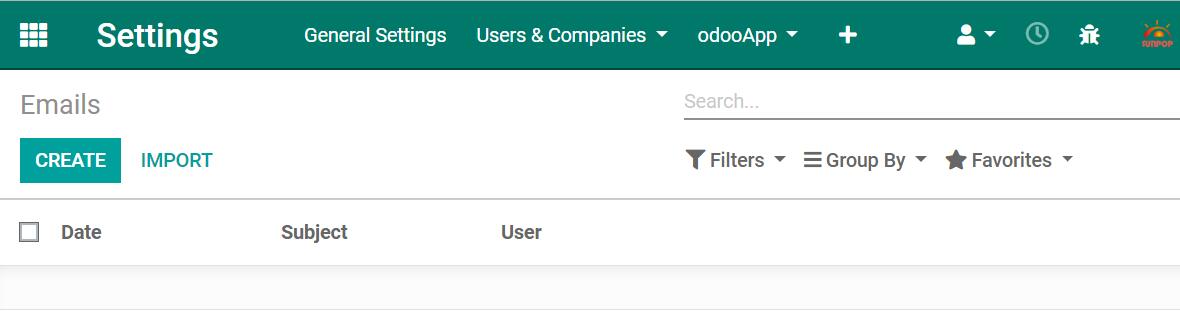 Settings
General Settings
Users & Companies
odooApp
SUNPOP
Emails
Search...
CREATE
IMPORT
Filters
Group By
Favorites
Date
Subject
User